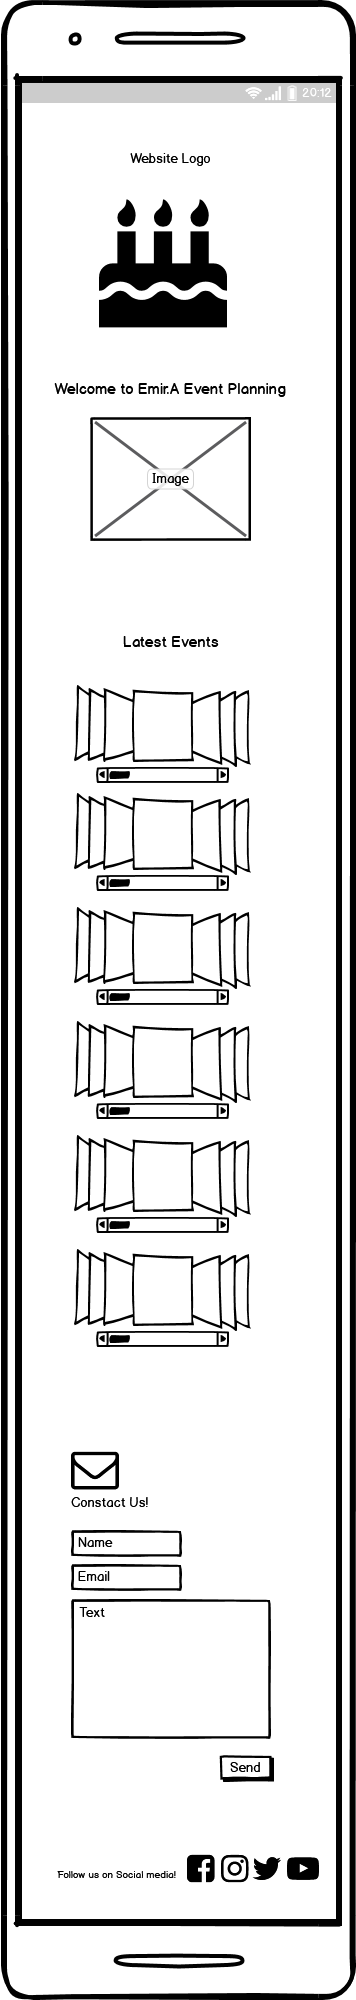 20:12
Website Logo
Welcome to Emir.A Event Planning
Image
Latest Events
Constact Us!
Name
Email
Text
Send
Follow us on Social media!